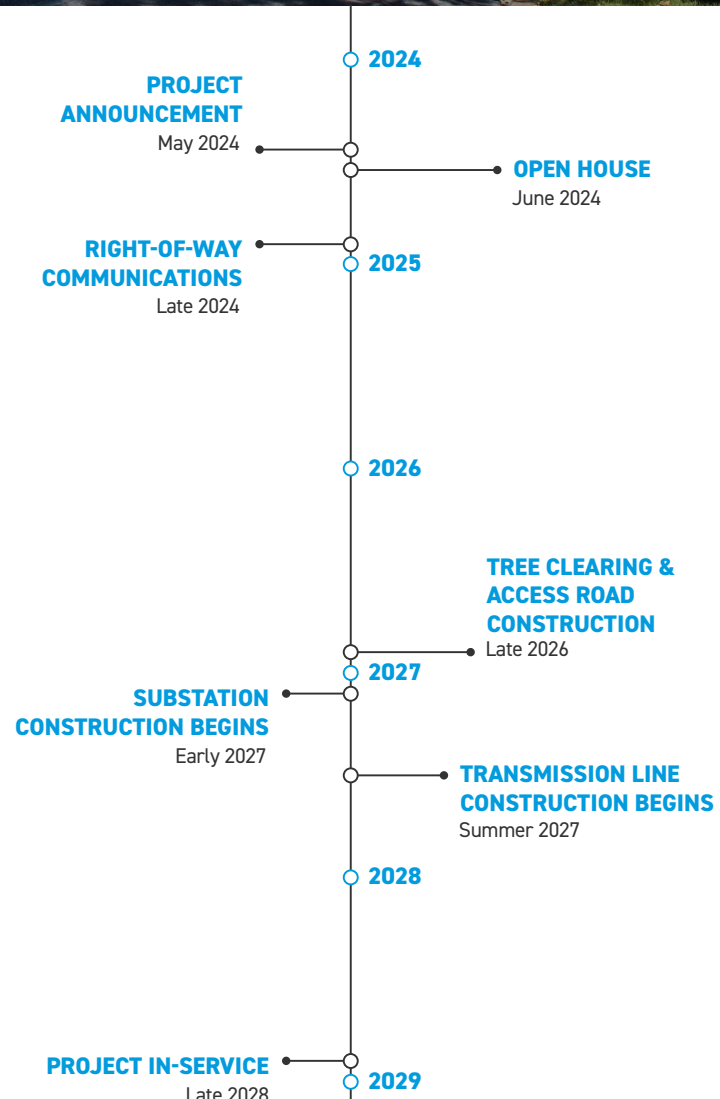 2024
PROJECT
ANNOUNCEMENT
May 2024
OPEN HOUSE
June 2024
RIGHT-OF-WAY
COMMUNICATIONS
Late 2024
2025
2026
TREE CLEARING &
ACCESS ROAD
CONSTRUCTION
Late 2026
2027
SUBSTATION
CONSTRUCTION BEGINS
Early 2027
TRANSMISSION LINE
CONSTRUCTION BEGINS
Summer 2027
2028
PROJECT IN-SERVICE
Late 2028
2029